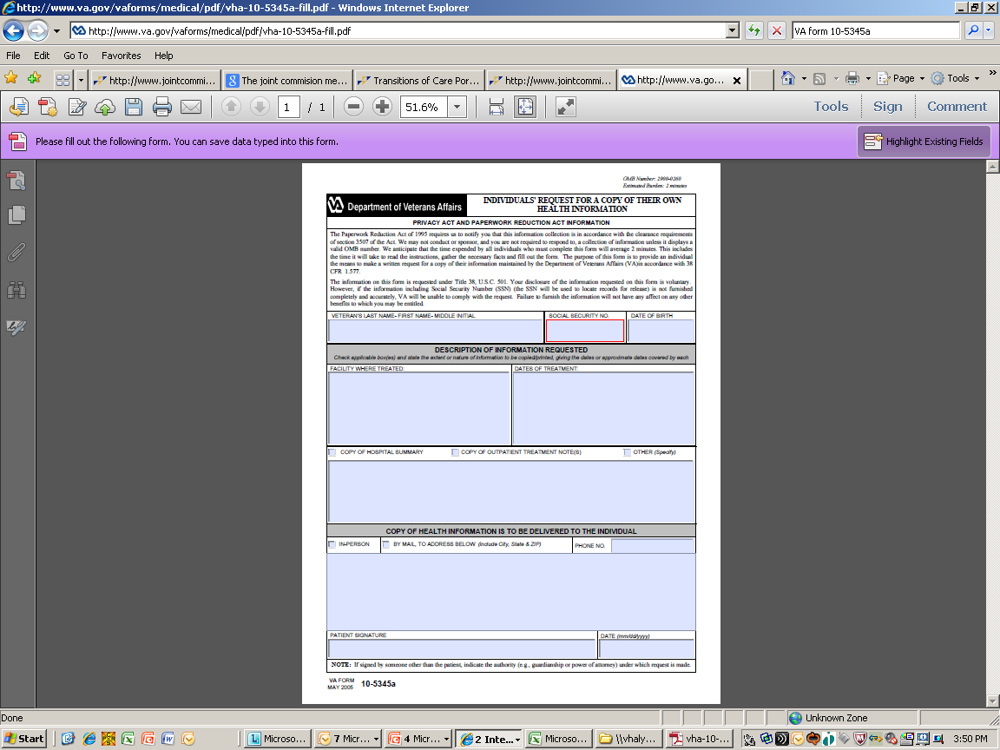 http://www.va.gov/vaforms/medical/pdf/vha-10-5345a-fill.pdf - Windows Internet Explorer
http://www.va.gov/vaforms/medical/pdf/vha-10-5345a-fill.pdf
VA form 10-5345a
File Edit Go To Favorites Help
http://www.jointcommi... The joint commision me... Transitions of Care Por... http://www.jointcommi... http://www.va.go... Page Tools
1 / 1 51.6% Tools Sign Comment
Please fill out the following form. You can save data typed into this form. Highlight Existing Fields
OMB Number: 2900-0260
Estimated Burden: 2 minutes
VA Department of Veterans Affairs
INDIVIDUALS' REQUEST FOR A COPY OF THEIR OWN
HEALTH INFORMATION
PRIVACY ACT AND PAPERWORK REDUCTION ACT INFORMATION
The Paperwork Reduction Act of 1995 requires us to notify you that this information collection is in accordance with the clearance requirements
of section 3507 of the Act. We may not conduct or sponsor, and you are not required to respond to, a collection of information unless it displays a
valid OMB number. We anticipate that the time expended by all individuals who must complete this form will average 2 minutes. This includes
the time it will take to read the instructions, gather the necessary facts and fill out the form. The purpose of this form is to provide an individual
the means to make a written request for a copy of their information maintained by the Department of Veterans Affairs (VA)in accordance with 38
CFR 1.577.
The information on this form is requested under Title 38, U.S.C. 501. Your disclosure of the information requested on this form is voluntary.
However, if the information including Social Security Number (SSN) (the SSN will be used to locate records for release) is not furnished
completely and accurately, VA will be unable to comply with the request. Failure to furnish the information will not have any affect on any other
benefits to which you may be entitled.
VETERAN'S LAST NAME- FIRST NAME- MIDDLE INITIAL SOCIAL SECURITY NO. DATE OF BIRTH
DESCRIPTION OF INFORMATION REQUESTED
Check applicable box(es) and state the extent or nature of information to be copied/printed, giving the dates or approximate dates covered by each
FACILITY WHERE TREATED: DATES OF TREATMENT:
COPY OF HOSPITAL SUMMARY COPY OF OUTPATIENT TREATMENT NOTE(S) OTHER (Specify)
COPY OF HEALTH INFORMATION IS TO BE DELIVERED TO THE INDIVIDUAL
IN-PERSON BY MAIL, TO ADDRESS BELOW (include City, State & ZIP) PHONE NO.
PATIENT SIGNATURE DATE (mm/dd/yyyy)
NOTE: If signed by someone other than the patient, indicate the authority (e.g., guardianship or power of attorney) under which request is made.
VA FORM
MAY 2005 10-5345a
Done Unknown Zone
Start Microso... 7 Micr... 4 Micr... 2 Inte... Microso... \\vhaly... vha-10-... 3:50 PM